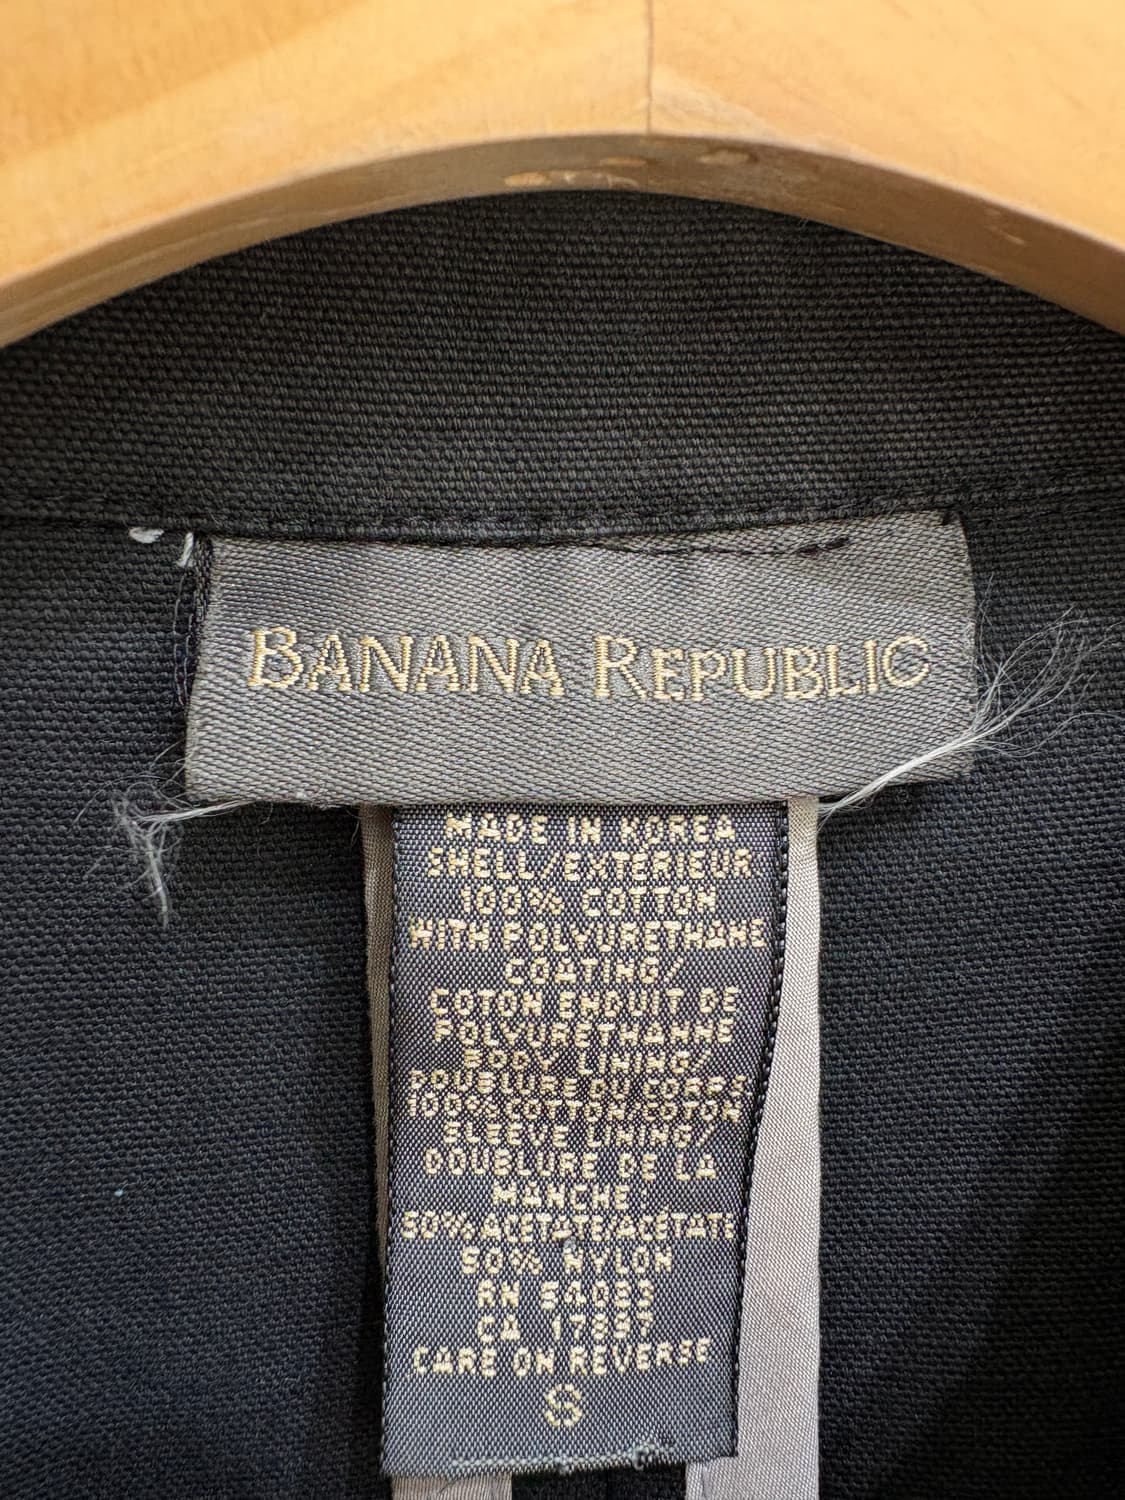 BANANA REPUBLIC
MADE IN KOREA
SHELL/EXTERIEUR
100% COTTON
WITH POLYURETHANE
COATING/
COTON ENDUIT DE
POLYURETHANNE
BODY LINING/
DOUBLURE DU CORPS
100% COTTON/COTON
SLEEVE LINING/
DOUBLURE DE LA
MANCHE:
50% ACETATE/ACETATE
50% NYLON
RN
CA
CARE ON REVERSE
S